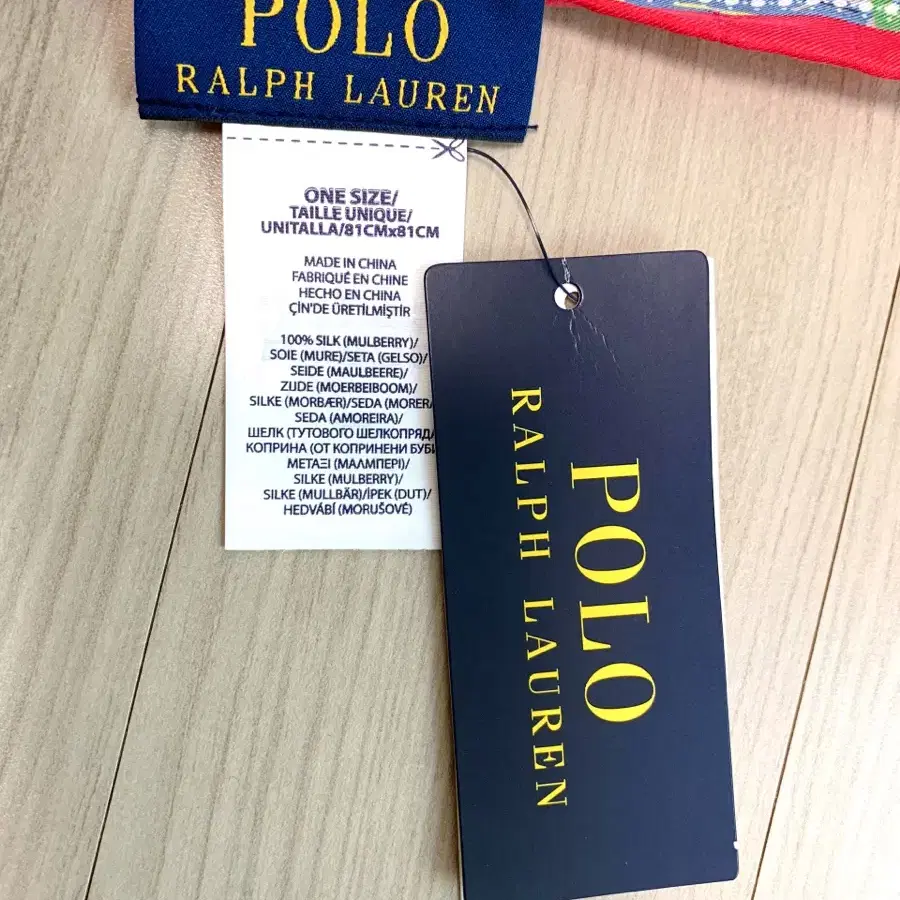 POLO
RALPH LAUREN
ONE SIZE/
TAILLE UNIQUE/
UNITALLA/81CMx81CM
MADE IN CHINA
FABRIQUÉ EN CHINE
HECHO EN CHINA
ÇİN'DE ÜRETİLMİŞTİR
100% SILK (MULBERRY)/
SOIE (MURE)/SETA (GELSO)/
SEIDE (MAULBEERE)/
ZIJDE (MOERBEIBOOM)/
SILKE (MORBÆR)/SEDA (MORER
SEDA (AMOREIRA)/
ШЕЛК (ТУТОВОГО ШЕЛКОПРЯДА
КОПРИНА (ОТ КОПРИНЕНИ БУБИ
ΜΕΤΑΞΙ (ΜΑΛΜΠΕΡΙ)/
SILKE (MULBERRY)/
SILKE (MULLBÄR)/İPEK (DUT)/
HEDVÁBÍ (MORUŠOVÉ)
POLO
RALPH LAUREN